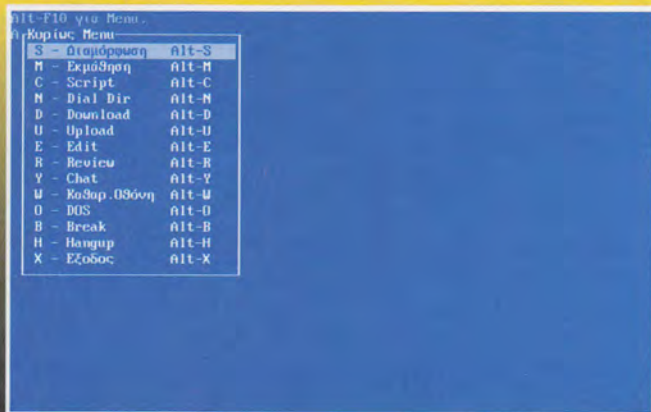 Alt-F10 για Menu.
Α Κυρίως Menu
S - Διαμόρφωση Alt-S
M - Εκμάθηση Alt-M
C - Script Alt-C
N - Dial Dir Alt-N
D - Download Alt-D
U - Upload Alt-U
E - Edit Alt-E
R - Review Alt-R
Y - Chat Alt-Y
W - Καθαρ.Οθόνη Alt-W
O - DOS Alt-O
B - Break Alt-B
H - Hangup Alt-H
X - Εξοδος Alt-X